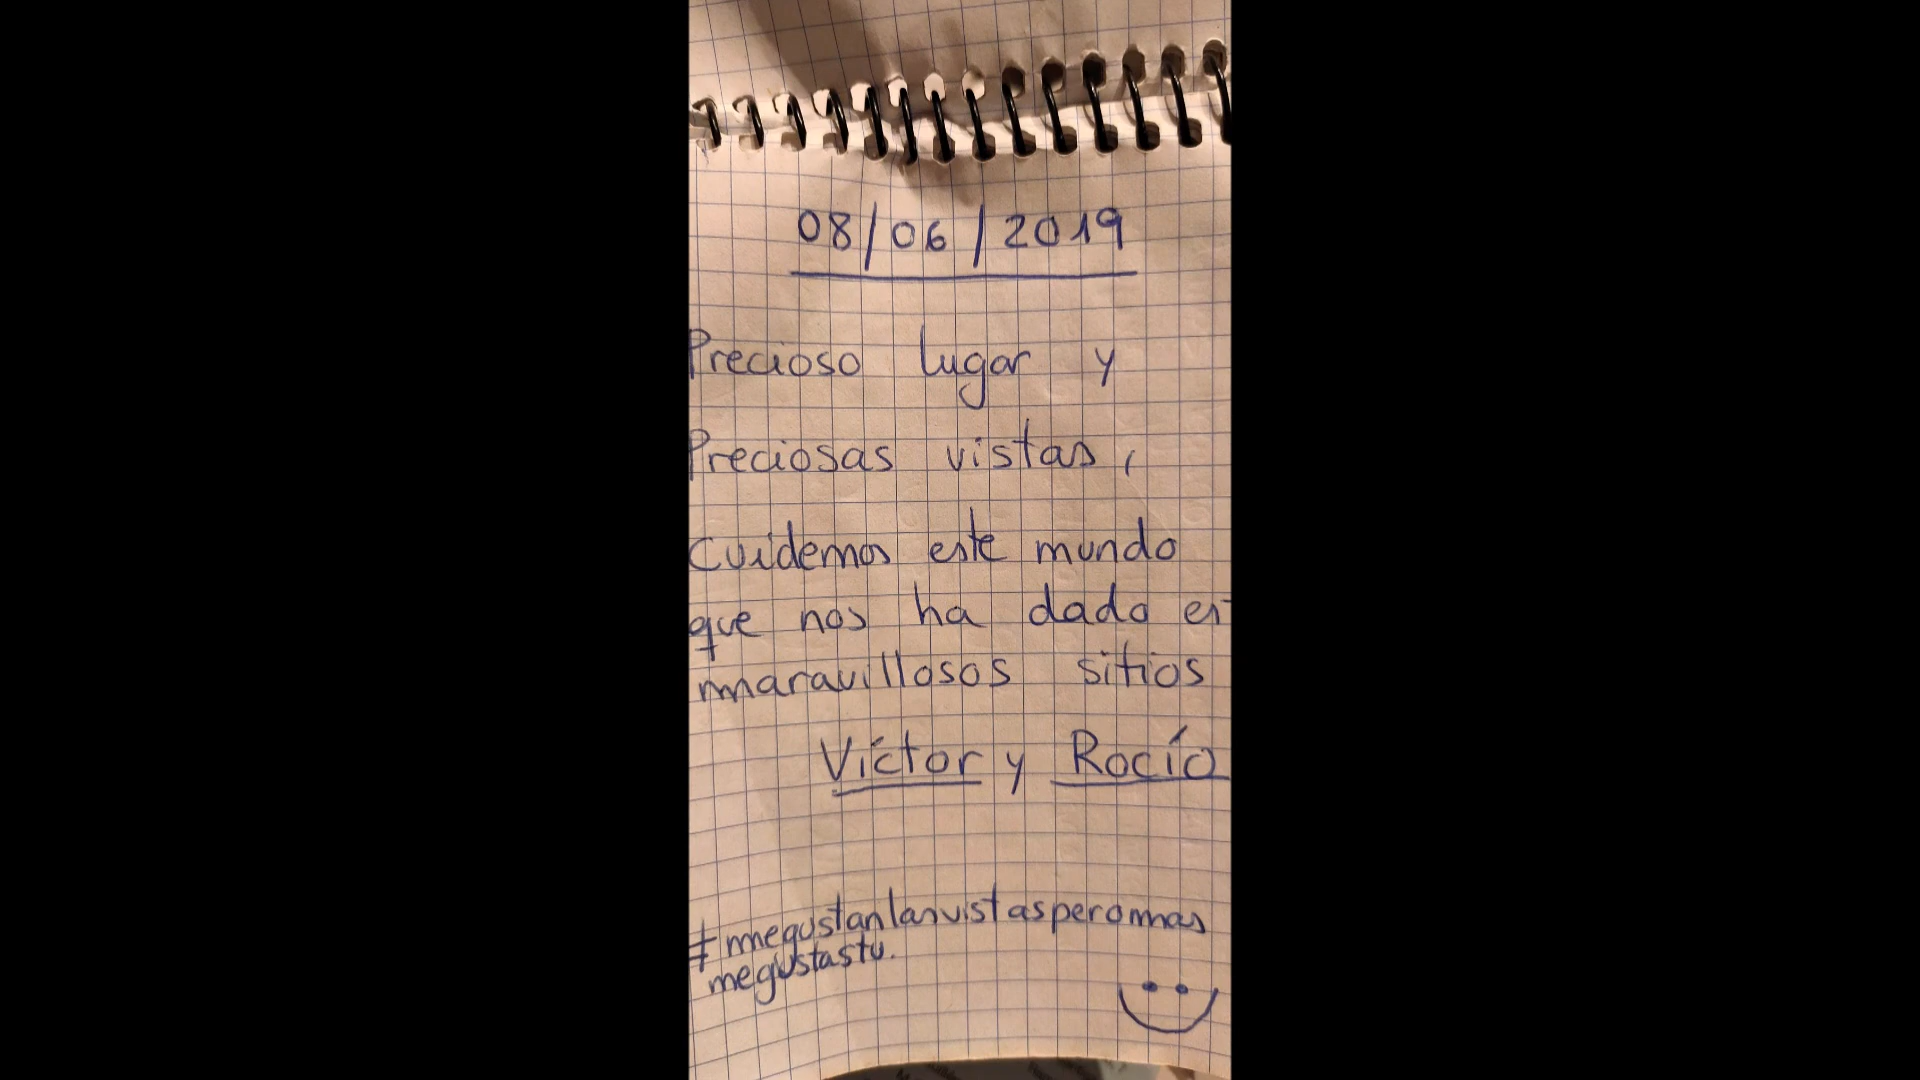 08/06/2019
Precioso lugar y
Preciosas vistas,
Cuidemos este mundo
que nos ha dado es
maravillosos sitios
Víctor y Rocío
#megustanlasvistasperomas
megustastu.